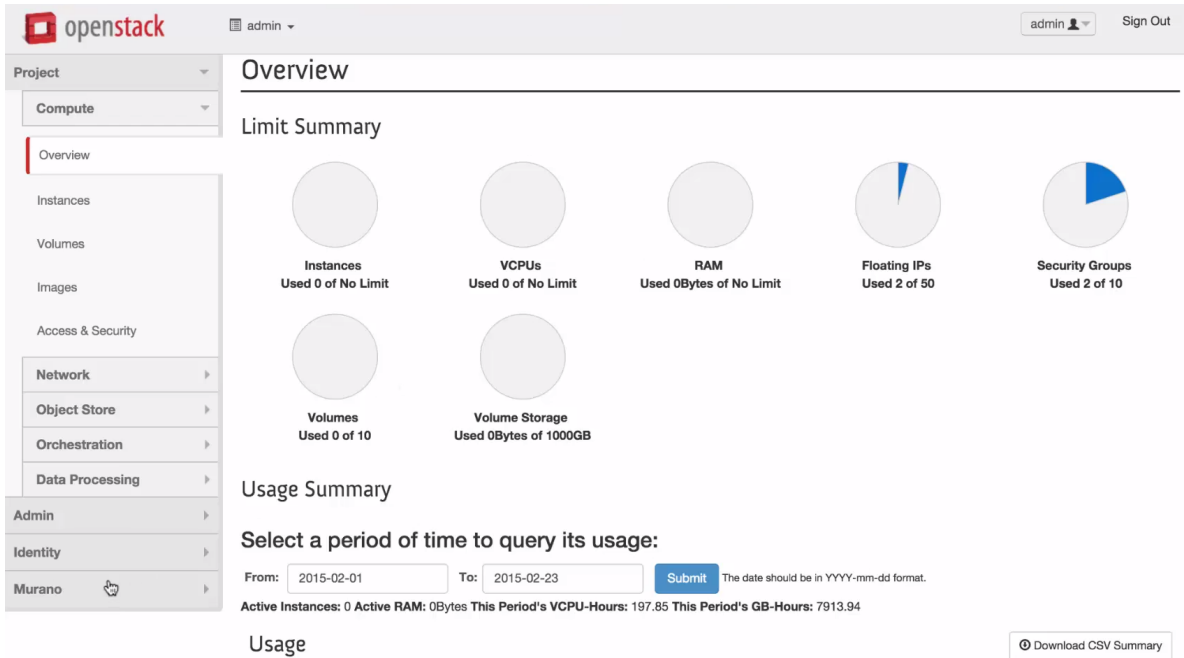 openstack
admin
admin
Sign Out
Project
Compute
Overview
Instances
Volumes
Images
Access & Security
Network
Object Store
Orchestration
Data Processing
Admin
Identity
Murano
Overview
Limit Summary
Instances
Used 0 of No Limit
VCPUs
Used 0 of No Limit
RAM
Used 0Bytes of No Limit
Floating IPs
Used 2 of 50
Security Groups
Used 2 of 10
Volumes
Used 0 of 10
Volume Storage
Used 0Bytes of 1000GB
Usage Summary
Select a period of time to query its usage:
From: 2015-02-01 To: 2015-02-23 Submit The date should be in YYYY-mm-dd format.
Active Instances: 0 Active RAM: 0Bytes This Period's VCPU-Hours: 197.85 This Period's GB-Hours: 7913.94
Usage
Download CSV Summary